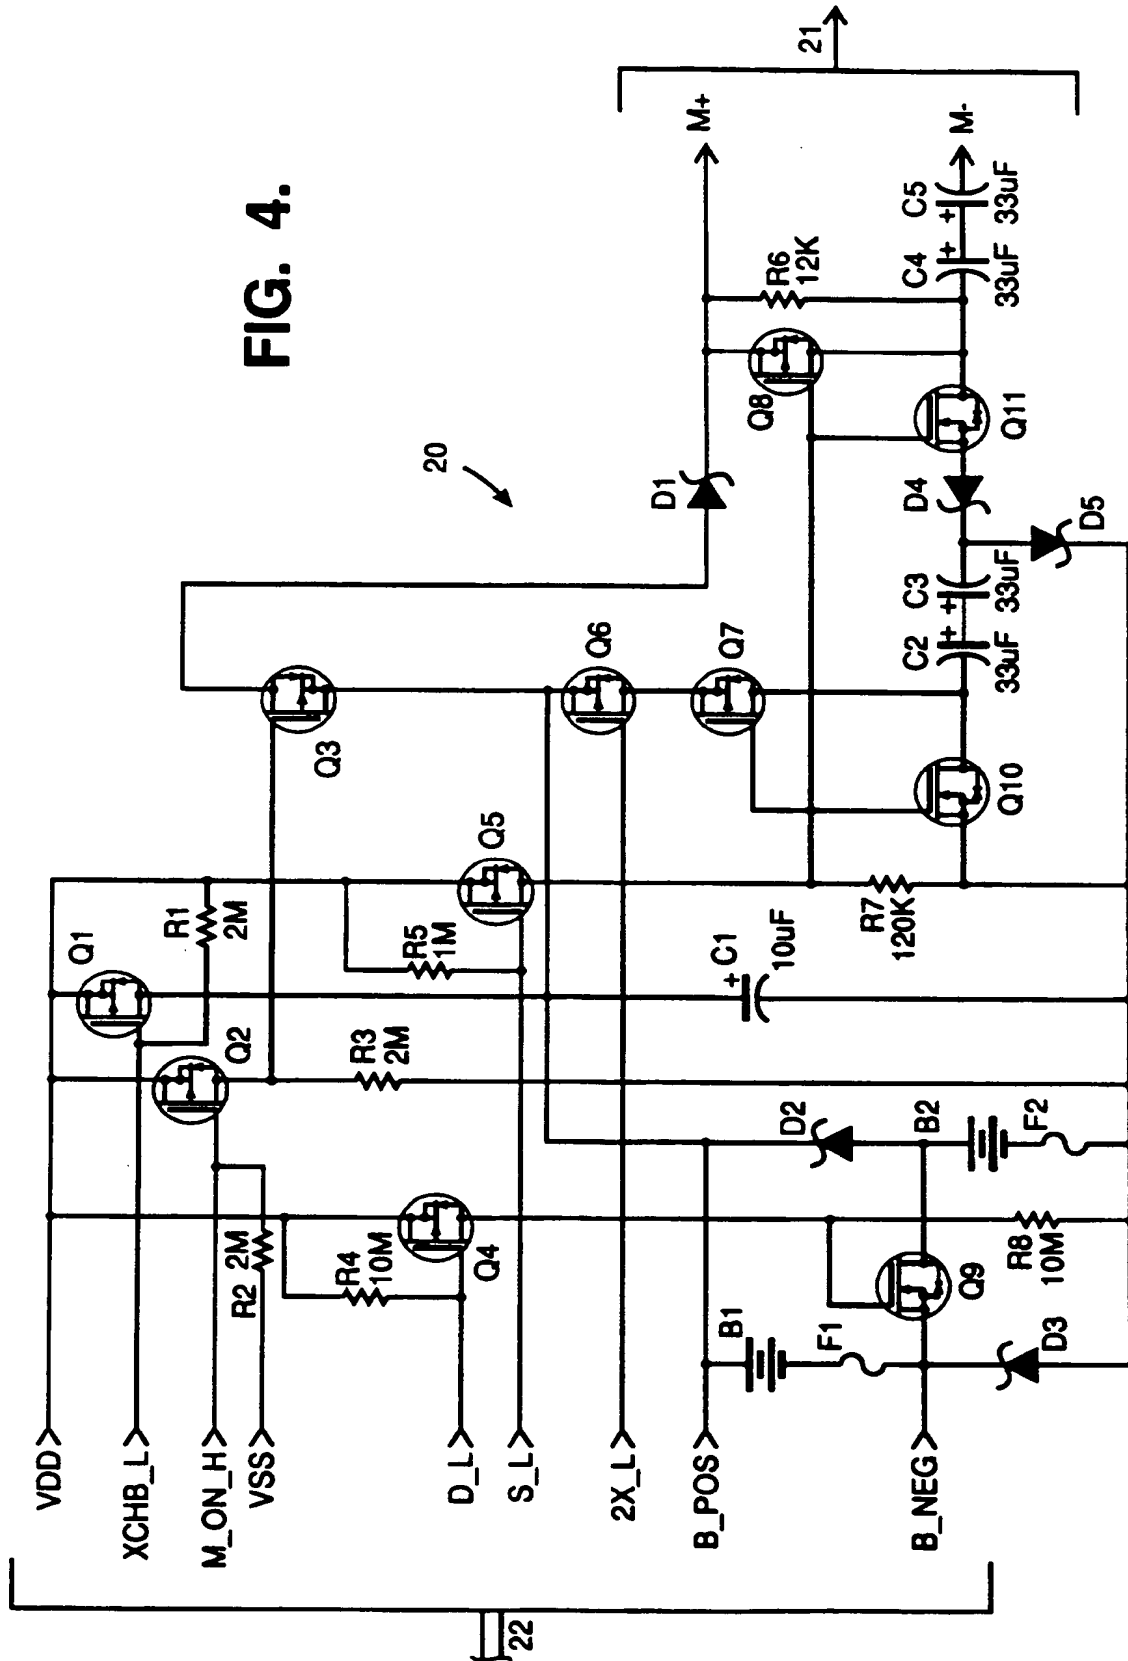 FIG. 4.
20
21
22
VDD
XCHB_L
M_ON_H
VSS
D_L
S_L
2X_L
B_POS
B_NEG
Q1
R1
2M
Q2
R2
2M
R3
2M
Q3
Q4
R4
10M
Q5
R5
1M
Q6
Q7
D1
M+
Q8
R6
12K
B1
F1
D2
B2
F2
Q9
D3
R8
10M
C1
+
10uF
R7
120K
Q10
C2
+
33uF
C3
+
33uF
D4
D5
Q11
C4
+
33uF
C5
+
33uF
M-